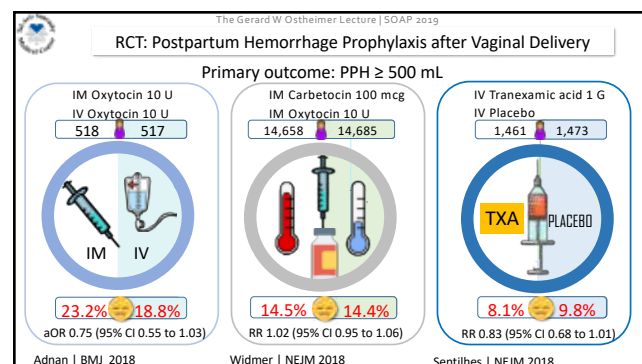 The Gerard W Ostheimer Lecture | SOAP 2019
RCT: Postpartum Hemorrhage Prophylaxis after Vaginal Delivery
Primary outcome: PPH ≥ 500 mL
IM Oxytocin 10 U
IV Oxytocin 10 U
518 517
IM IV
23.2% 18.8%
aOR 0.75 (95% CI 0.55 to 1.03)
Adnan | BMJ 2018
IM Carbetocin 100 mcg
IM Oxytocin 10 U
14,658 14,685
14.5% 14.4%
RR 1.02 (95% CI 0.95 to 1.06)
Widmer | NEJM 2018
IV Tranexamic acid 1 G
IV Placebo
1,461 1,473
TXA PLACEBO
8.1% 9.8%
RR 0.83 (95% CI 0.68 to 1.01)
Sentilhes | NEJM 2018